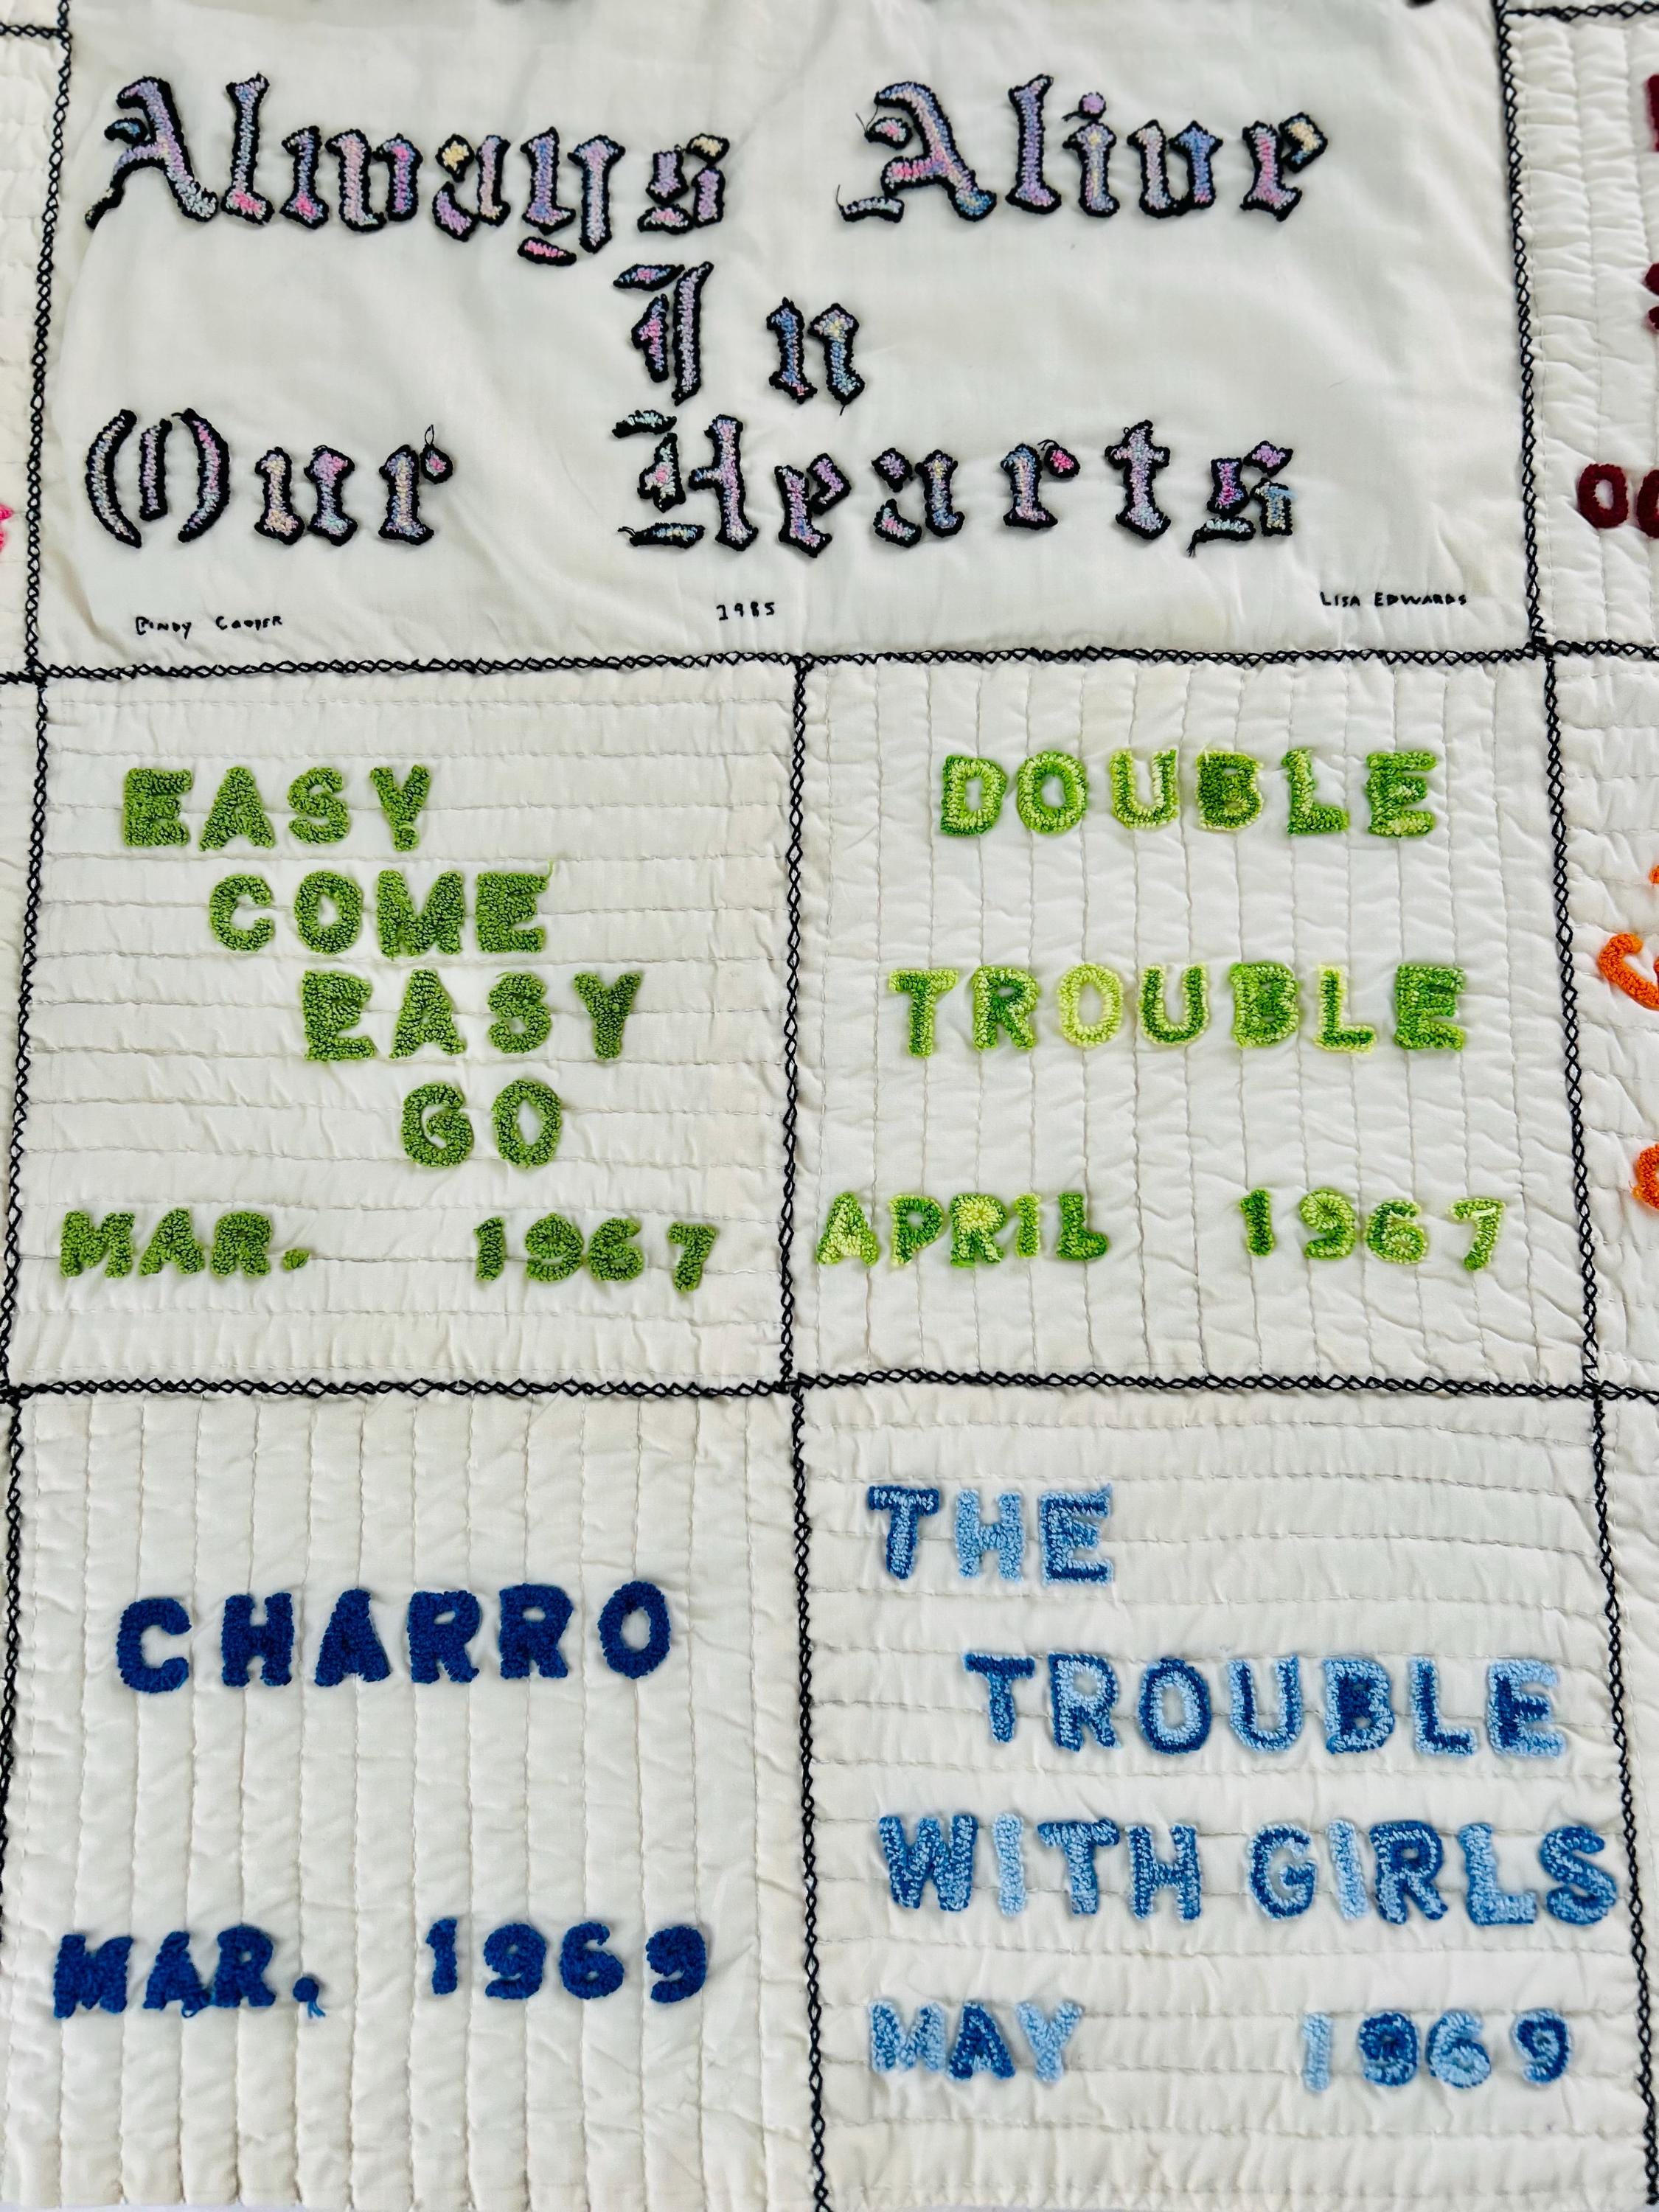 Always Alive
In
Our Hearts
Cindy Cooper 1985 LISA EDWARDS
EASY
COME
EASY
GO
MAR. 1967
DOUBLE
TROUBLE
APRIL 1967
CHARRO
MAR. 1969
THE
TROUBLE
WITH GIRLS
MAY 1969